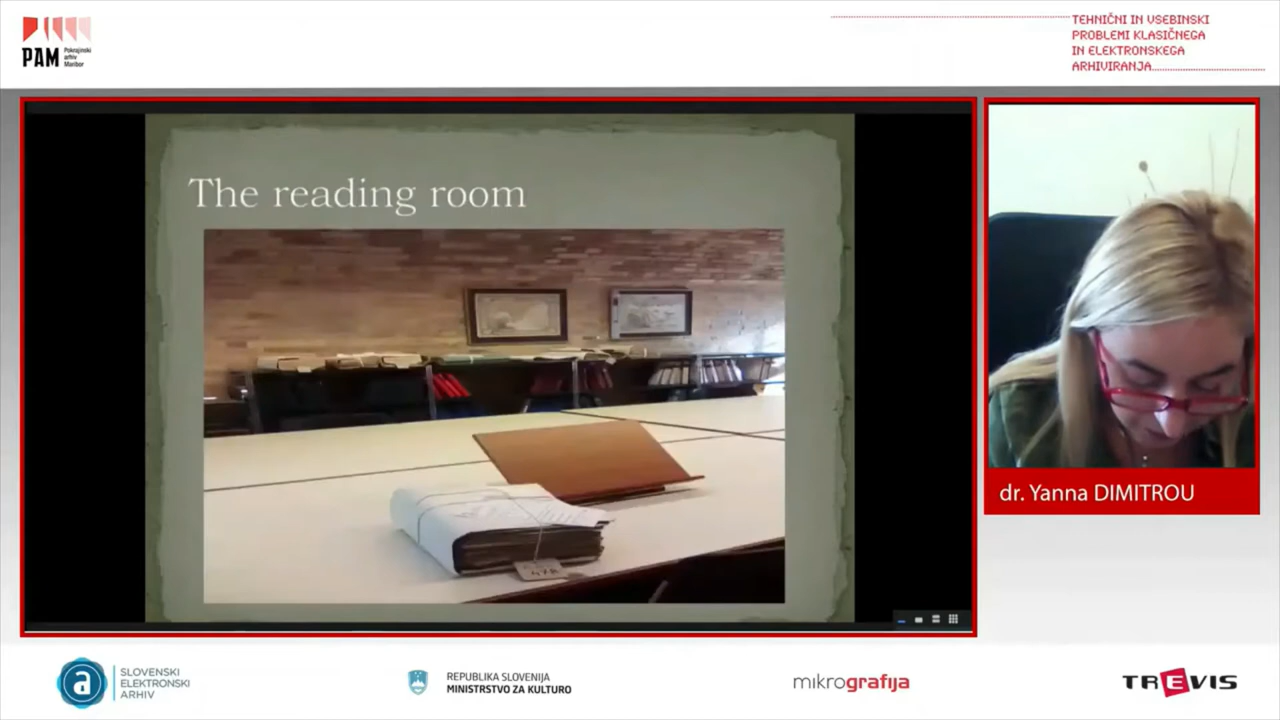 PAM
Pokrajinski
arhiv
Maribor
TEHNIČNI IN VSEBINSKI
PROBLEMI KLASIČNEGA
IN ELEKTRONSKEGA
ARHIVIRANJA
The reading room
dr. Yanna DIMITROU
a
SLOVENSKI
ELEKTRONSKI
ARHIV
REPUBLIKA SLOVENIJA
MINISTRSTVO ZA KULTURO
mikrografija
TREVIS